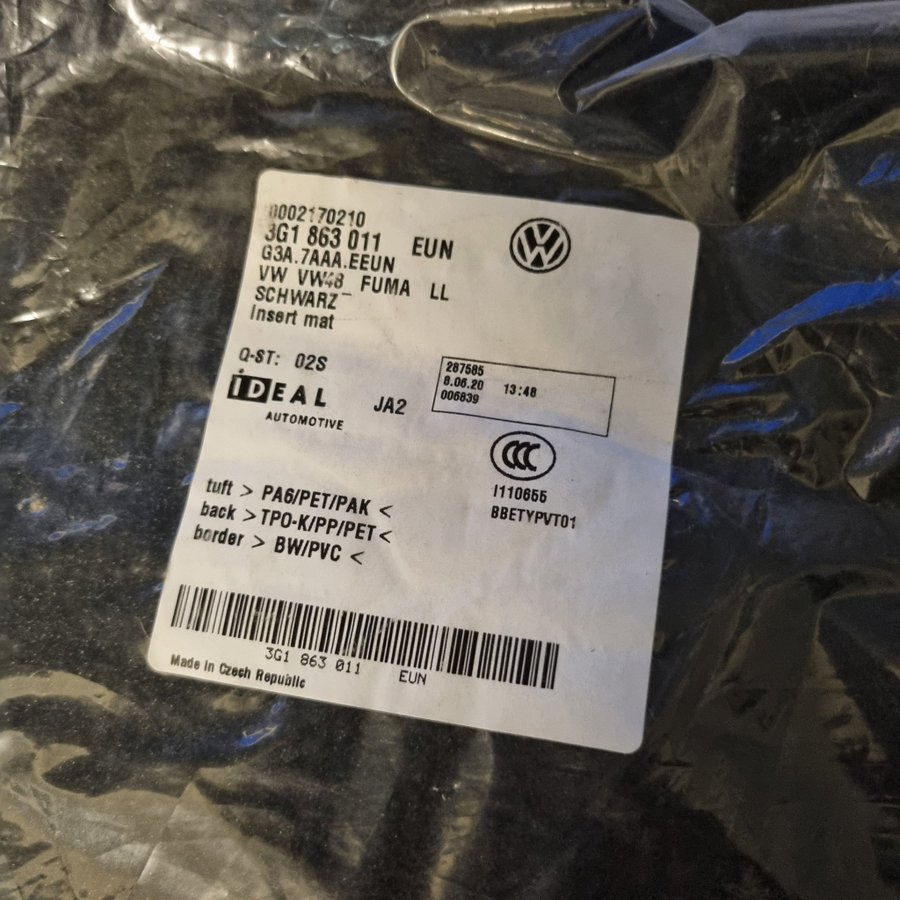 0002170210
3G1 863 011 EUN
G3A.7AAA.EEUN
VW VW48 FUMA LL
SCHWARZ
Insert mat
Q-ST: 02S
iDEAL
AUTOMOTIVE
JA2
287585
8.06.20 13:48
006839
CCC
I110655
BBETYPVT01
tuft > PA6/PET/PAK <
back >TPO-K/PP/PET<
border > BW/PVC <
3G1 863 011 EUN
Made in Czech Republic